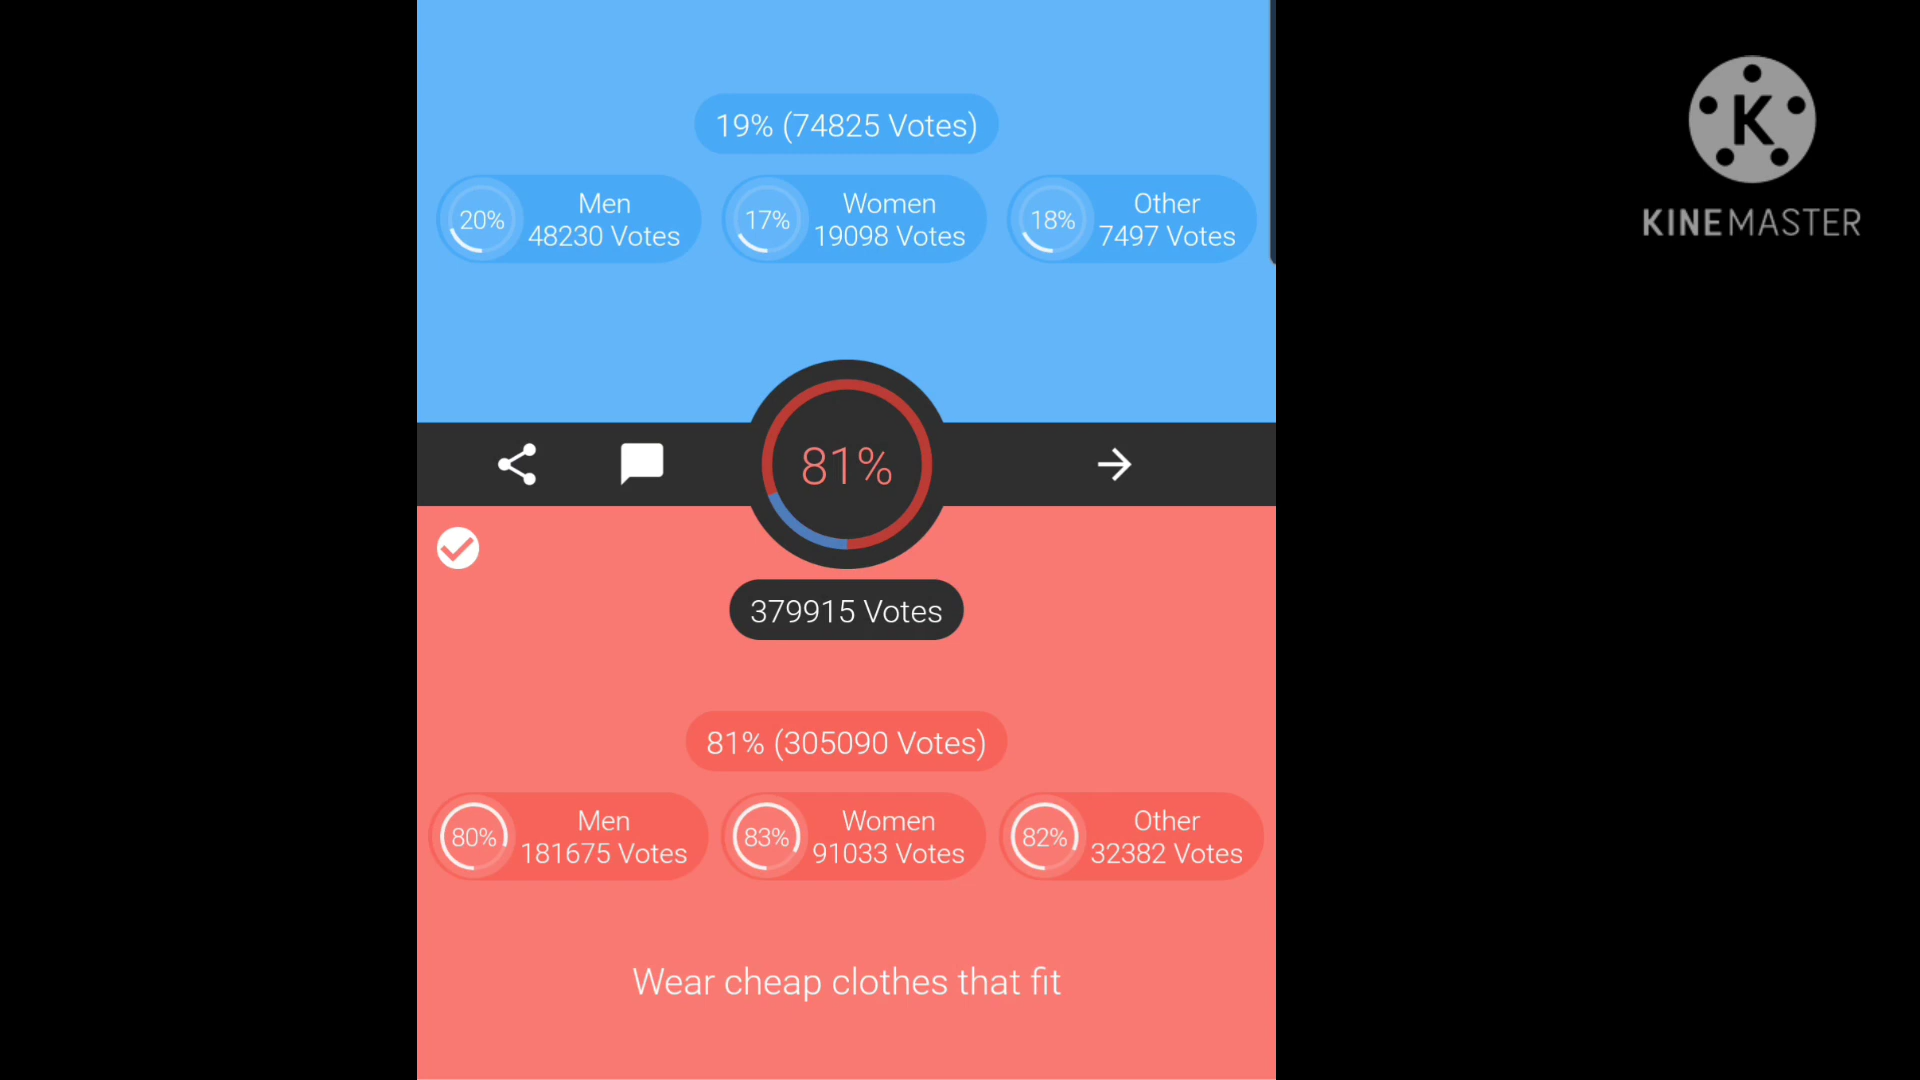 19% (74825 Votes)
20% Men 48230 Votes
17% Women 19098 Votes
18% Other 7497 Votes
K
KINEMASTER
81%
379915 Votes
81% (305090 Votes)
80% Men 181675 Votes
83% Women 91033 Votes
82% Other 32382 Votes
Wear cheap clothes that fit